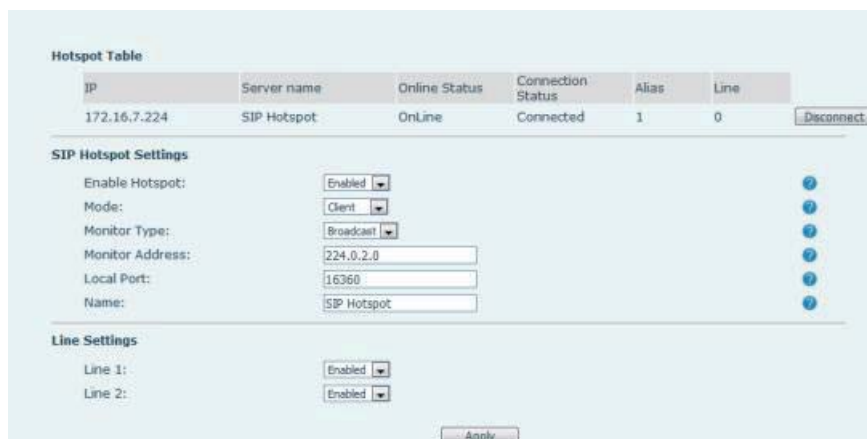 Hotspot Table
IP Server name Online Status Connection Status Alias Line
172.16.7.224 SIP Hotspot OnLine Connected 1 0 Disconnect
SIP Hotspot Settings
Enable Hotspot: Enabled
Mode: Client
Monitor Type: Broadcast
Monitor Address: 224.0.2.0
Local Port: 16360
Name: SIP Hotspot
Line Settings
Line 1: Enabled
Line 2: Enabled
Apply